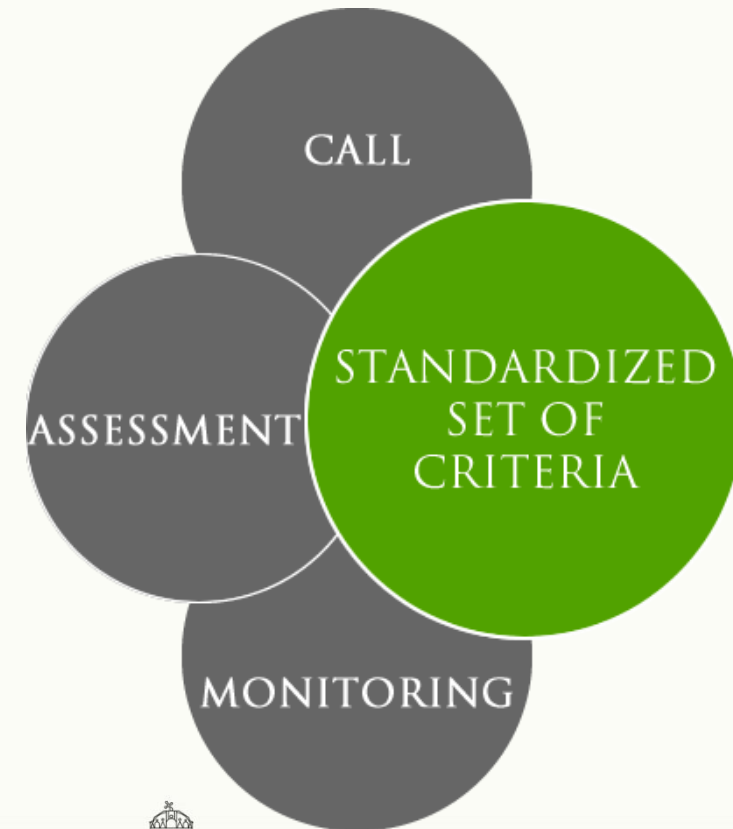 CALL
STANDARDIZED
SET OF
CRITERIA
ASSESSMENT
MONITORING